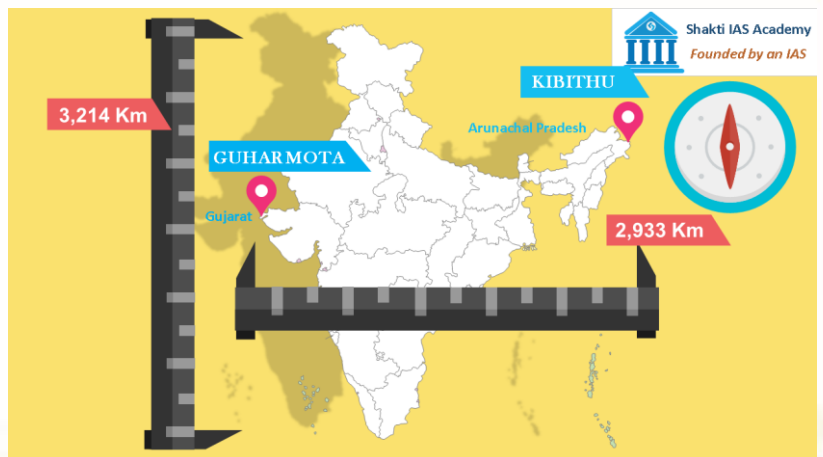 Shakti IAS Academy
Founded by an IAS
KIBITHU
3,214 Km
Arunachal Pradesh
GUHARMOTA
Gujarat
2,933 Km